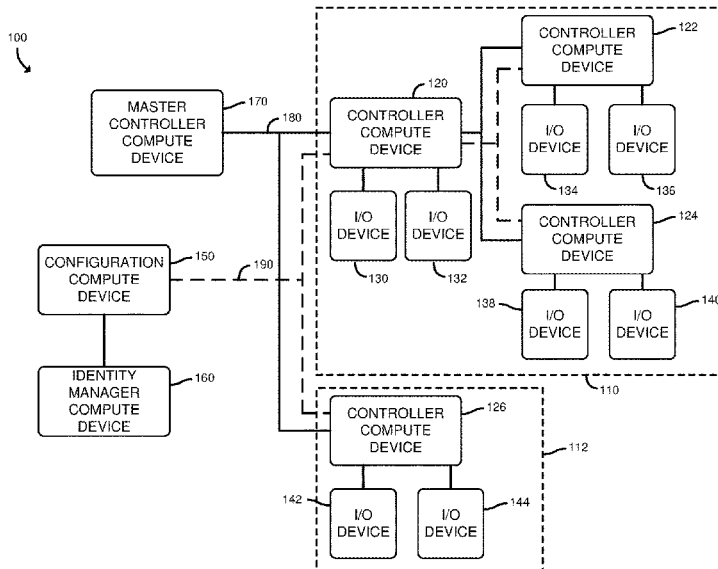 100
MASTER
CONTROLLER
COMPUTE
DEVICE
170
180
CONTROLLER
COMPUTE
DEVICE
120
I/O
DEVICE
130
I/O
DEVICE
132
CONTROLLER
COMPUTE
DEVICE
122
I/O
DEVICE
134
I/O
DEVICE
136
CONTROLLER
COMPUTE
DEVICE
124
138
I/O
DEVICE
I/O
DEVICE
140
110
CONFIGURATION
COMPUTE
DEVICE
150
190
IDENTITY
MANAGER
COMPUTE
DEVICE
160
CONTROLLER
COMPUTE
DEVICE
126
112
142
I/O
DEVICE
I/O
DEVICE
144